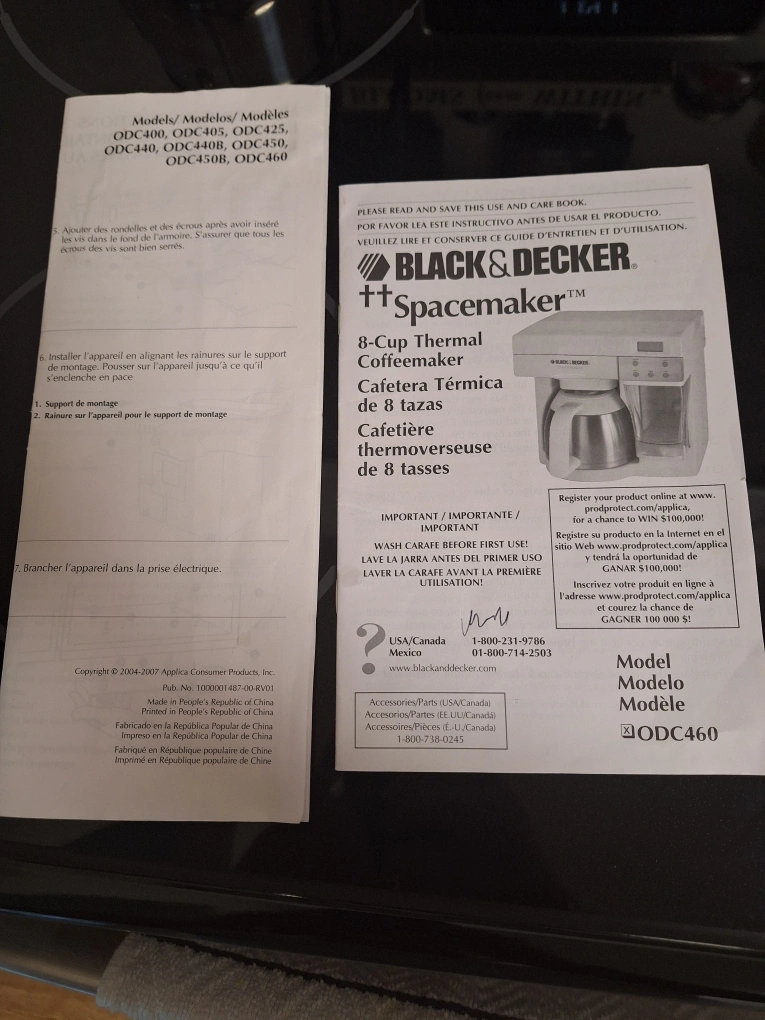 Models/ Modelos/ Modèles
ODC400, ODC405, ODC425,
ODC440, ODC440B, ODC450,
ODC450B, ODC460
5. Ajouter des rondelles et des écrous après avoir inséré
les vis dans le fond de l'armoire. S'assurer que tous les
écrous des vis sont bien serrés.
6. Installer l'appareil en alignant les rainures sur le support
de montage. Pousser sur l'appareil jusqu'à ce qu'il
s'enclenche en pace
1. Support de montage
2. Rainure sur l'appareil pour le support de montage
7. Brancher l'appareil dans la prise électrique.
Copyright © 2004-2007 Applica Consumer Products, Inc.
Pub. No. 1000001487-00-RV01
Made in People's Republic of China
Printed in People's Republic of China
Fabricado en la República Popular de China
Impreso en la República Popular de China
Fabriqué en République populaire de Chine
Imprimé en République populaire de Chine
PLEASE READ AND SAVE THIS USE AND CARE BOOK.
POR FAVOR LEA ESTE INSTRUCTIVO ANTES DE USAR EL PRODUCTO.
VEUILLEZ LIRE ET CONSERVER CE GUIDE D'ENTRETIEN ET D'UTILISATION.
BLACK&DECKER®
††Spacemaker™
8-Cup Thermal
Coffeemaker
Cafetera Térmica
de 8 tazas
Cafetière
thermoverseuse
de 8 tasses
BLACK&DECKER
IMPORTANT / IMPORTANTE /
IMPORTANT
WASH CARAFE BEFORE FIRST USE!
LAVE LA JARRA ANTES DEL PRIMER USO
LAVER LA CARAFE AVANT LA PREMIÈRE
UTILISATION!
Register your product online at www.
prodprotect.com/applica,
for a chance to WIN $100,000!
Registre su producto en la Internet en el
sitio Web www.prodprotect.com/applica
y tendrá la oportunidad de
GANAR $100,000!
Inscrivez votre produit en ligne à
l'adresse www.prodprotect.com/applica
et courez la chance de
GAGNER 100 000 $!
?
USA/Canada 1-800-231-9786
Mexico 01-800-714-2503
www.blackanddecker.com
Accessories/Parts (USA/Canada)
Accesorios/Partes (EE.UU/Canadá)
Accessoires/Pièces (É.-U./Canada)
1-800-738-0245
Model
Modelo
Modèle
X ODC460